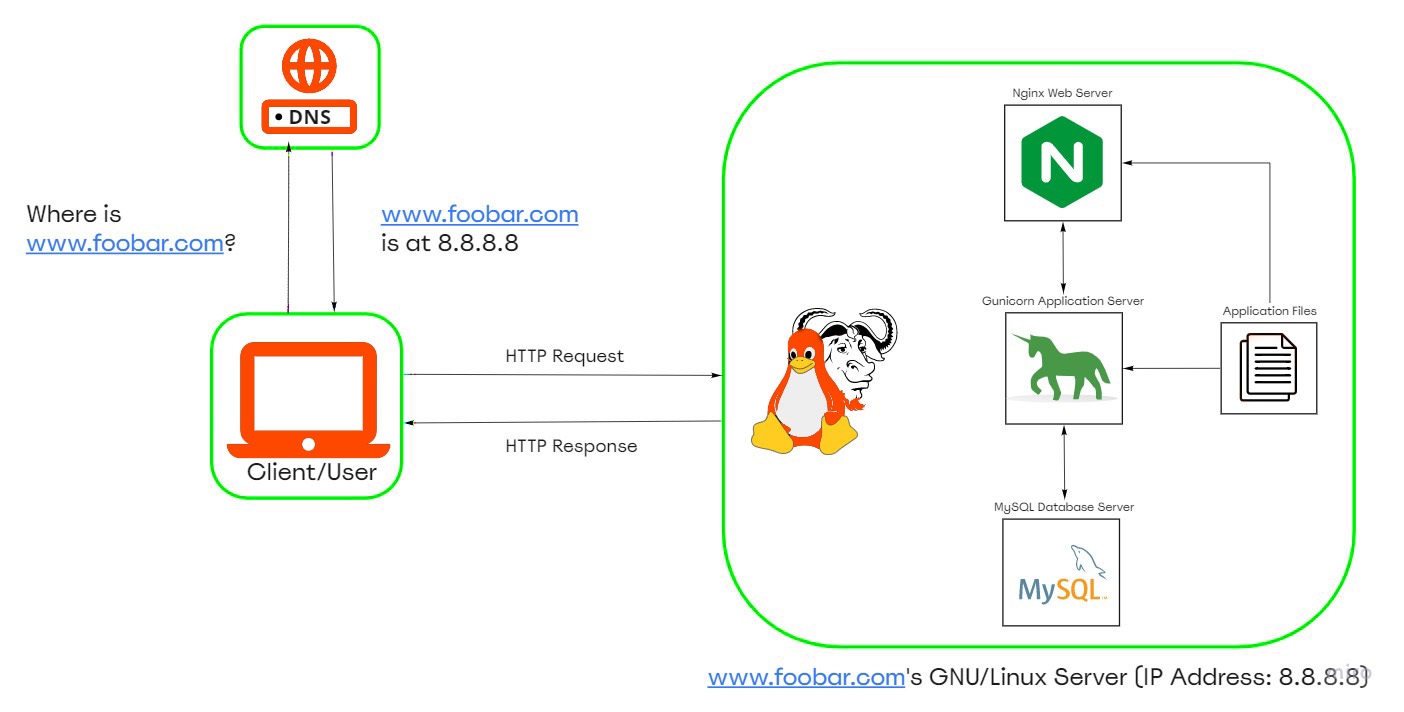 DNS
Where is
www.foobar.com?
www.foobar.com
is at 8.8.8.8
HTTP Request
HTTP Response
Client/User
Nginx Web Server
N
Gunicorn Application Server
Application Files
MySQL Database Server
MySQL
www.foobar.com's GNU/Linux Server (IP Address: 8.8.8.8)
miro